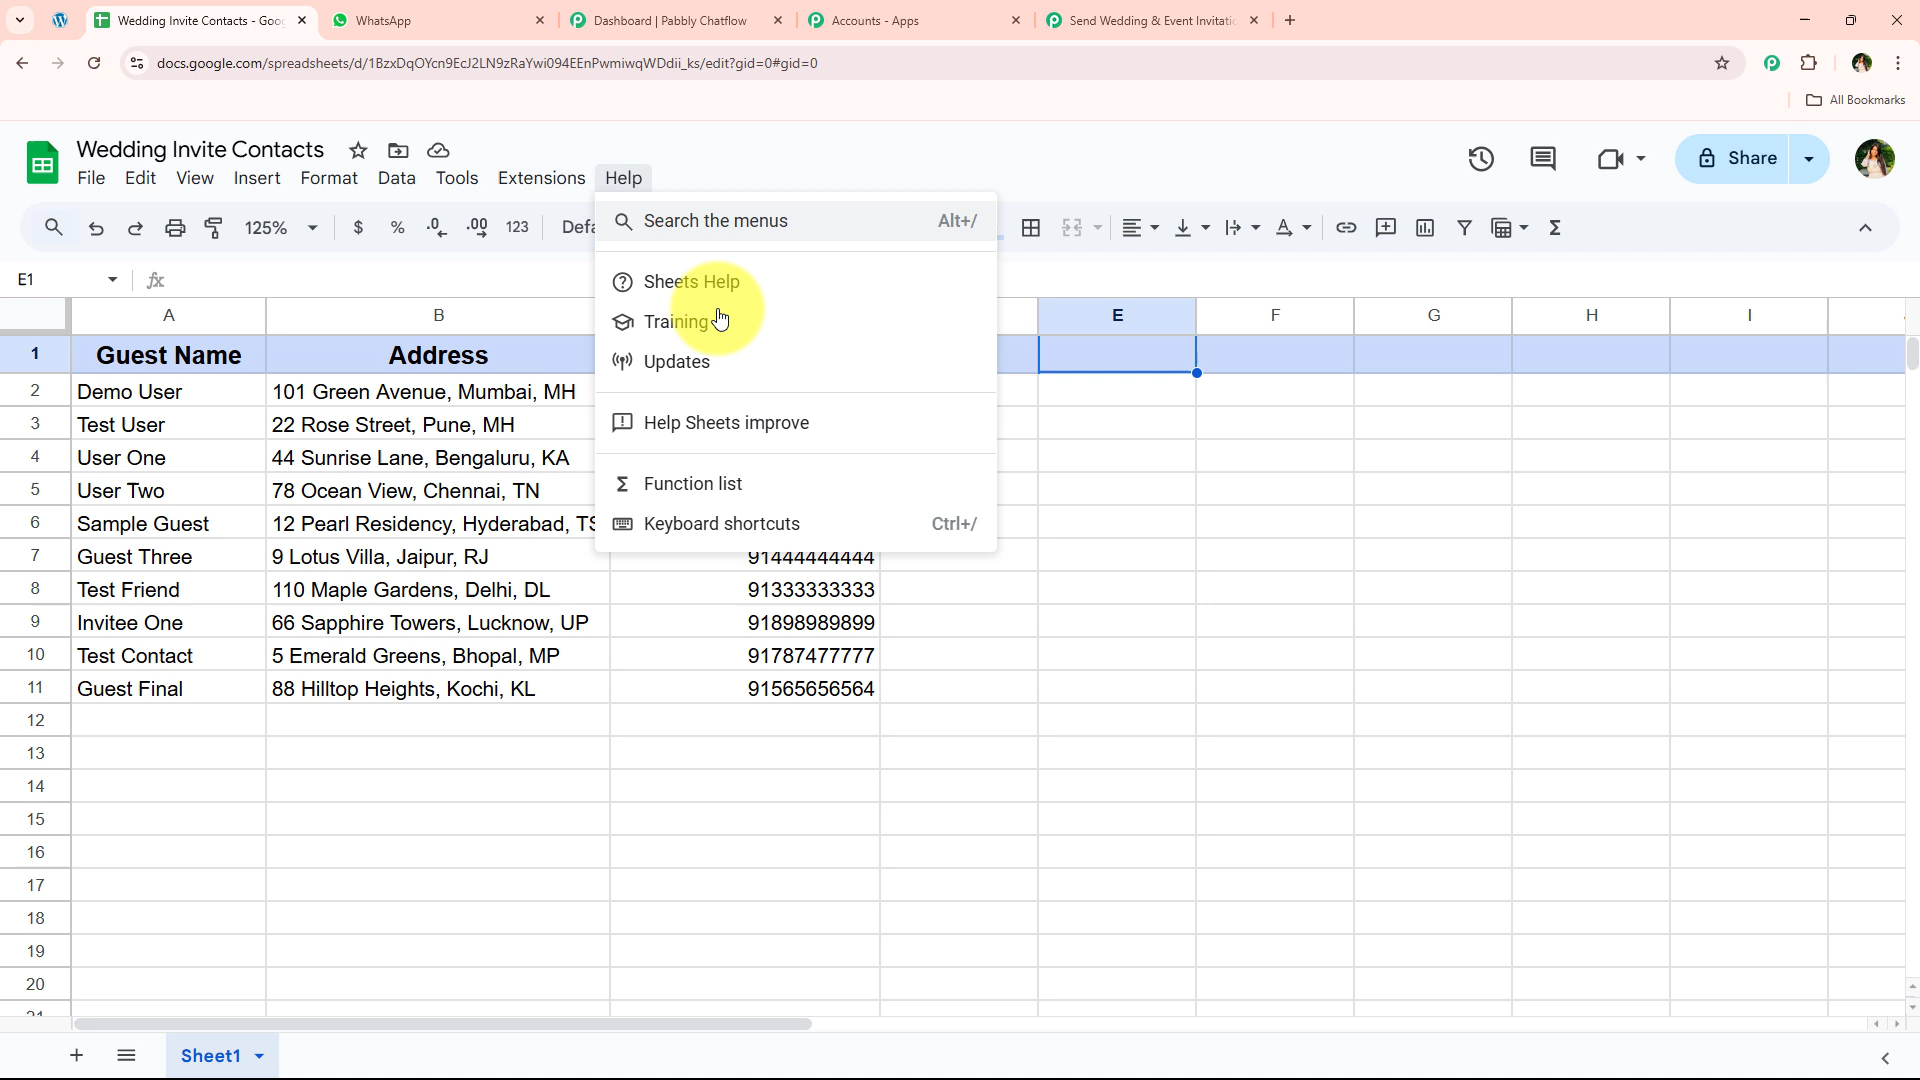 Wedding Invite Contacts - Goo
WhatsApp
Dashboard | Pabbly Chatflow
Accounts - Apps
Send Wedding & Event Invitatio
docs.google.com/spreadsheets/d/1BzxDqOYcn9EcJ2LN9zRaYwi094EEnPwmiwqWDdii_ks/edit?gid=0#gid=0
All Bookmarks
Wedding Invite Contacts
File Edit View Insert Format Data Tools Extensions Help
Share
125% $ % .0 .00 123 Defa
Search the menus Alt+/
Sheets Help
Training
Updates
Help Sheets improve
Function list
Keyboard shortcuts Ctrl+/
E1 fx
A B E F G H I
1 Guest Name Address
2 Demo User 101 Green Avenue, Mumbai, MH
3 Test User 22 Rose Street, Pune, MH
4 User One 44 Sunrise Lane, Bengaluru, KA
5 User Two 78 Ocean View, Chennai, TN
6 Sample Guest 12 Pearl Residency, Hyderabad, TS
7 Guest Three 9 Lotus Villa, Jaipur, RJ 91444444444
8 Test Friend 110 Maple Gardens, Delhi, DL 91333333333
9 Invitee One 66 Sapphire Towers, Lucknow, UP 91898989899
10 Test Contact 5 Emerald Greens, Bhopal, MP 91787477777
11 Guest Final 88 Hilltop Heights, Kochi, KL 91565656564
12
13
14
15
16
17
18
19
20
21
Sheet1